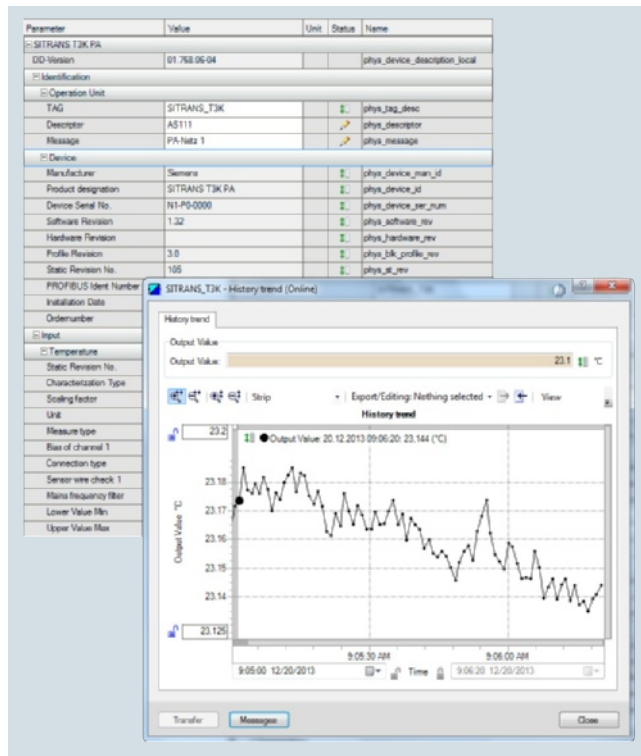 Parameter Value Unit Status Name
SITRANS T3K PA
DD-Version 01.768.06-04 phys_device_description_local
Identification
Operation Unit
TAG SITRANS_T3K phys_tag_desc
Descriptor AS111 phys_descriptor
Message PA-Netz 1 phys_message
Device
Manufacturer Siemens phys_device_man_id
Product designation SITRANS T3K PA phys_device_id
Device Serial No. N1-P0-0000 phys_device_ser_num
Software Revision 1.32 phys_software_rev
Hardware Revision phys_hardware_rev
Profile Revision 3.0 phys_blk_profile_rev
Static Revision No. 105 phys_st_rev
PROFIBUS Ident Number
Installation Date
Ordernumber
Input
Temperature
Static Revision No.
Characterization Type
Scaling factor
Unit
Measure type
Bias of channel 1
Connection type
Sensor wire check 1
Mains frequency filter
Lower Value Min
Upper Value Max
SITRANS_T3K - History trend (Online)
History trend
Output Value
Output Value: 23.1 °C
Strip Export/Editing: Nothing selected View
History trend
23.2
Output Value: 20.12.2013 09:06:20: 23.144 (°C)
23.18
23.17
23.16
23.15
23.14
23.125
Output Value °C
9:05:30 AM 9:06:00 AM
9:05:00 12/20/2013 Time 9:06:20 12/20/2013
Transfer Messages Close